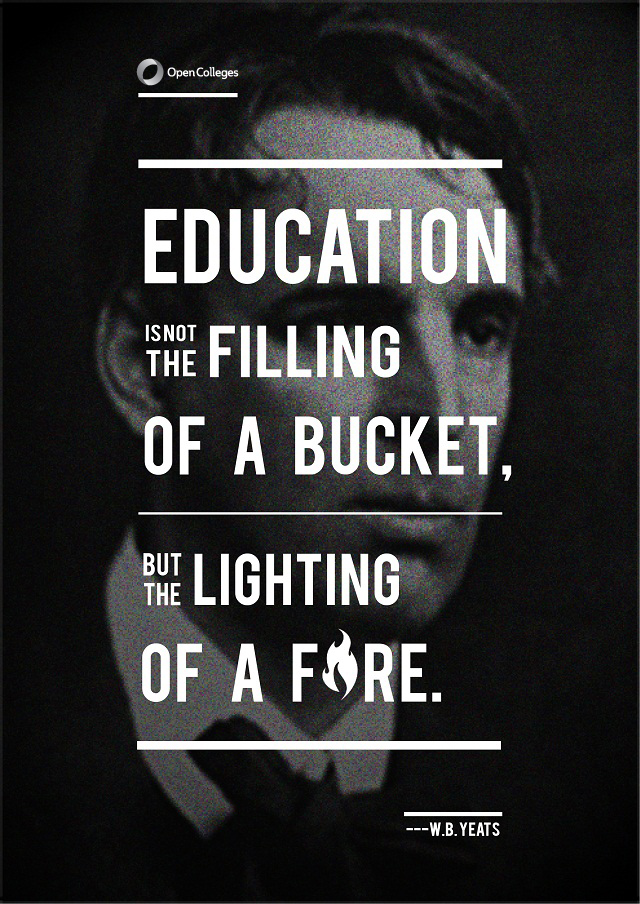 Open Colleges
EDUCATION
IS NOT
THE FILLING
OF A BUCKET,
BUT
THE LIGHTING
OF A FIRE.
---W.B. YEATS